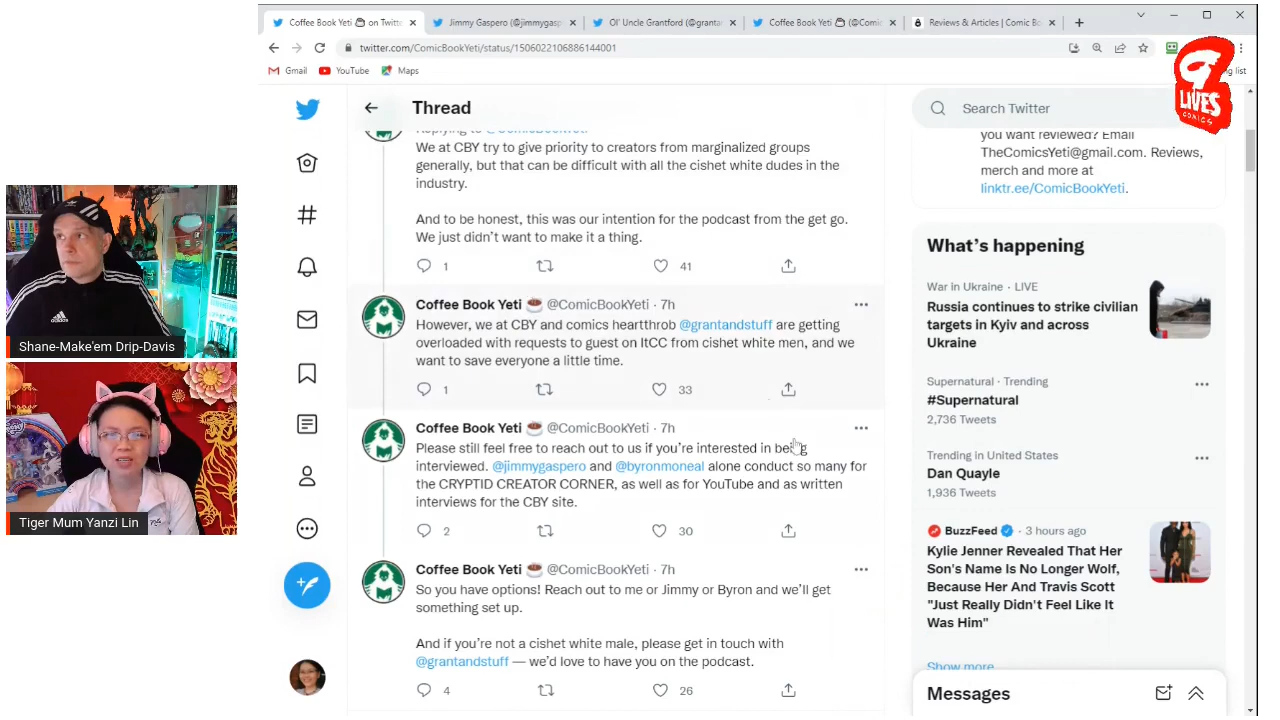 Coffee Book Yeti
on Twitte
Jimmy Gaspero (@jimmygasp
Ol' Uncle Grantford (@granta
Coffee Book Yeti
(@Comic
Reviews & Articles | Comic Bo
twitter.com/ComicBookYeti/status/1506022106886144001
Gmail
YouTube
Maps
ng list
9
LIVES
COMICS
Thread
Replying to @ComicBookYeti
We at CBY try to give priority to creators from marginalized groups
generally, but that can be difficult with all the cishet white dudes in the
industry.
And to be honest, this was our intention for the podcast from the get go.
We just didn't want to make it a thing.
1
41
Coffee Book Yeti ☕ @ComicBookYeti · 7h
However, we at CBY and comics heartthrob @grantandstuff are getting
overloaded with requests to guest on ItCC from cishet white men, and we
want to save everyone a little time.
1
33
Coffee Book Yeti ☕ @ComicBookYeti · 7h
Please still feel free to reach out to us if you're interested in being
interviewed. @jimmygaspero and @byronmoneal alone conduct so many for
the CRYPTID CREATOR CORNER, as well as for YouTube and as written
interviews for the CBY site.
2
30
Coffee Book Yeti ☕ @ComicBookYeti · 7h
So you have options! Reach out to me or Jimmy or Byron and we'll get
something set up.
And if you're not a cishet white male, please get in touch with
@grantandstuff — we'd love to have you on the podcast.
4
26
Search Twitter
you want reviewed? Email
TheComicsYeti@gmail.com. Reviews,
merch and more at
linktr.ee/ComicBookYeti.
What's happening
War in Ukraine · LIVE
Russia continues to strike civilian
targets in Kyiv and across
Ukraine
Supernatural · Trending
#Supernatural
2,736 Tweets
Trending in United States
Dan Quayle
1,936 Tweets
BuzzFeed · 3 hours ago
Kylie Jenner Revealed That Her
Son's Name Is No Longer Wolf,
Because Her And Travis Scott
"Just Really Didn't Feel Like It
Was Him"
Show more
Messages
adidas
Shane-Make'em Drip-Davis
Tiger Mum Yanzi Lin